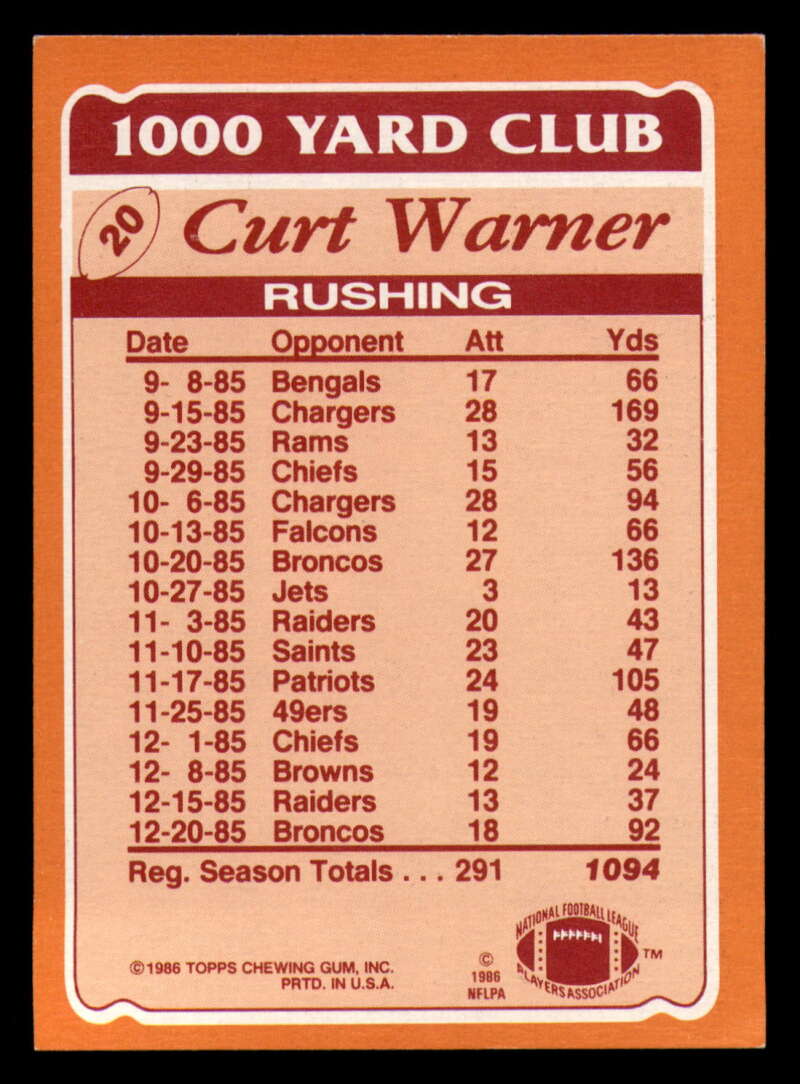 1000 YARD CLUB
20 Curt Warner
RUSHING
Date Opponent Att Yds
9- 8-85 Bengals 17 66
9-15-85 Chargers 28 169
9-23-85 Rams 13 32
9-29-85 Chiefs 15 56
10- 6-85 Chargers 28 94
10-13-85 Falcons 12 66
10-20-85 Broncos 27 136
10-27-85 Jets 3 13
11- 3-85 Raiders 20 43
11-10-85 Saints 23 47
11-17-85 Patriots 24 105
11-25-85 49ers 19 48
12- 1-85 Chiefs 19 66
12- 8-85 Browns 12 24
12-15-85 Raiders 13 37
12-20-85 Broncos 18 92
Reg. Season Totals . . . 291 1094
©1986 TOPPS CHEWING GUM, INC.
PRTD. IN U.S.A.
©
1986
NFLPA
NATIONAL FOOTBALL LEAGUE
PLAYERS ASSOCIATION
™